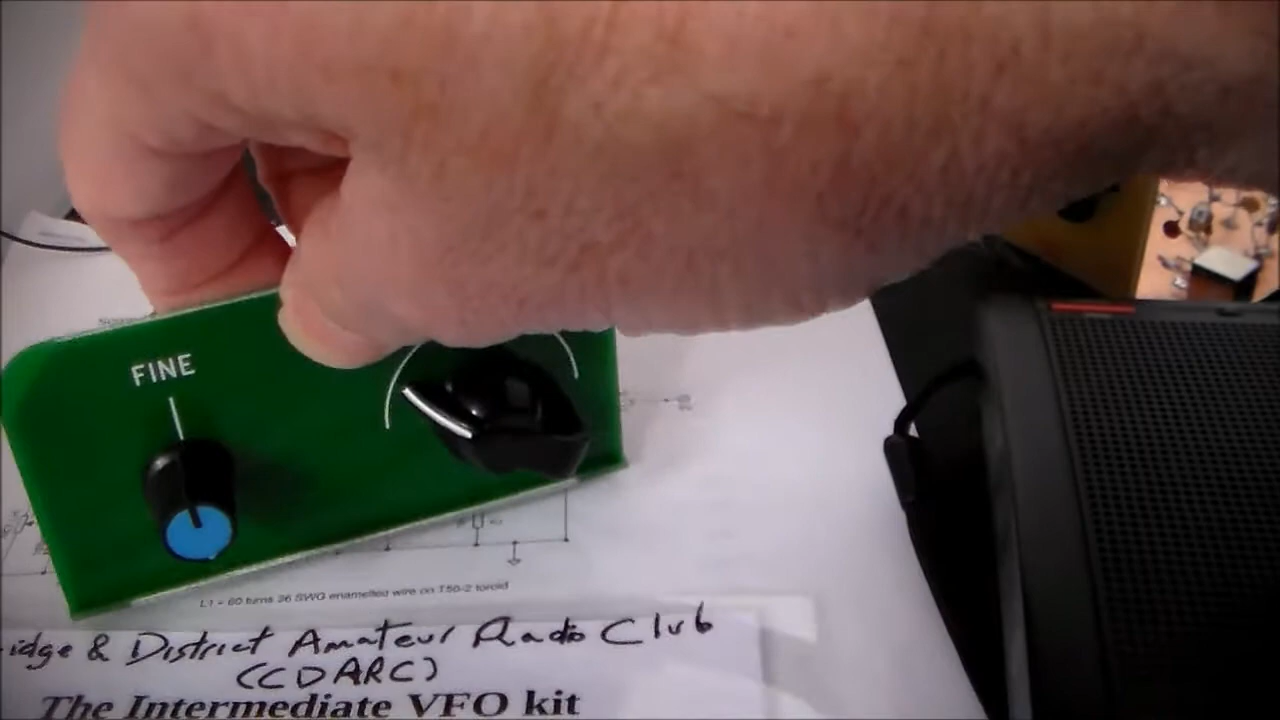 FINE
L1 = 60 turns 36 SWG enamelled wire on T50-2 toroid
idge & District Amateur Radio Club
(CDARC)
The Intermediate VFO kit